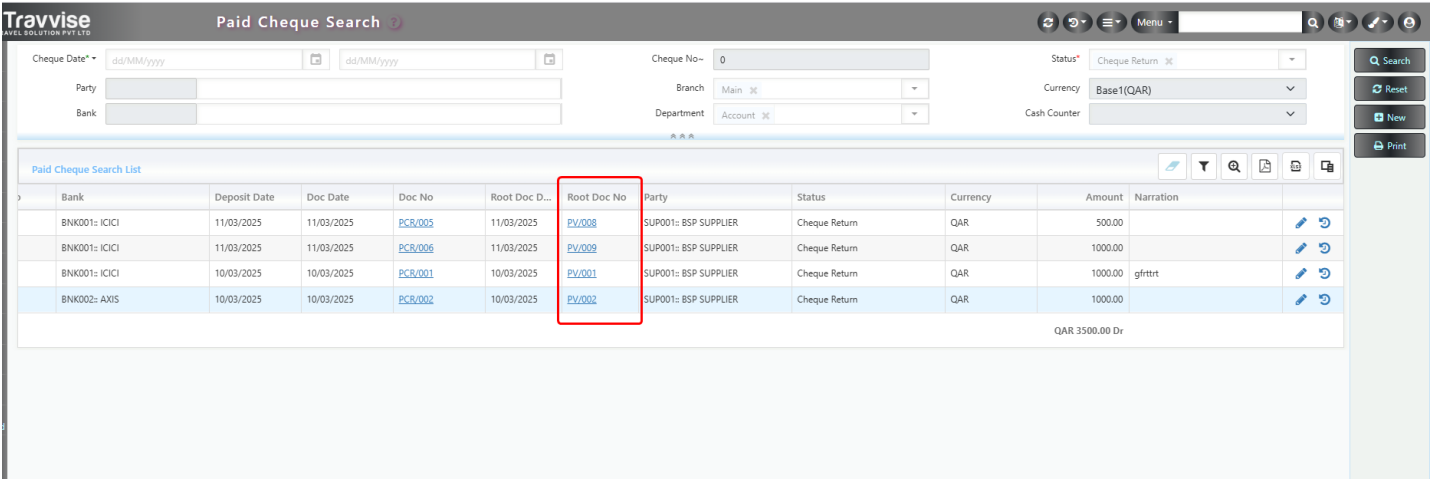 Travvise
AVEL SOLUTION PVT LTD
Paid Cheque Search ?
Menu
Cheque Date* dd/MM/yyyy dd/MM/yyyy Cheque No~ 0 Status* Cheque Return Search
Party Branch Main Currency Base1(QAR) Reset
Bank Department Account Cash Counter New
Print
Paid Cheque Search List
Bank Deposit Date Doc Date Doc No Root Doc D... Root Doc No Party Status Currency Amount Narration
BNK001:: ICICI 11/03/2025 11/03/2025 PCR/005 11/03/2025 PV/008 SUP001:: BSP SUPPLIER Cheque Return QAR 500.00
BNK001:: ICICI 11/03/2025 11/03/2025 PCR/006 11/03/2025 PV/009 SUP001:: BSP SUPPLIER Cheque Return QAR 1000.00
BNK001:: ICICI 10/03/2025 10/03/2025 PCR/001 10/03/2025 PV/001 SUP001:: BSP SUPPLIER Cheque Return QAR 1000.00 gfrttrt
BNK002:: AXIS 10/03/2025 10/03/2025 PCR/002 10/03/2025 PV/002 SUP001:: BSP SUPPLIER Cheque Return QAR 1000.00
QAR 3500.00 Dr